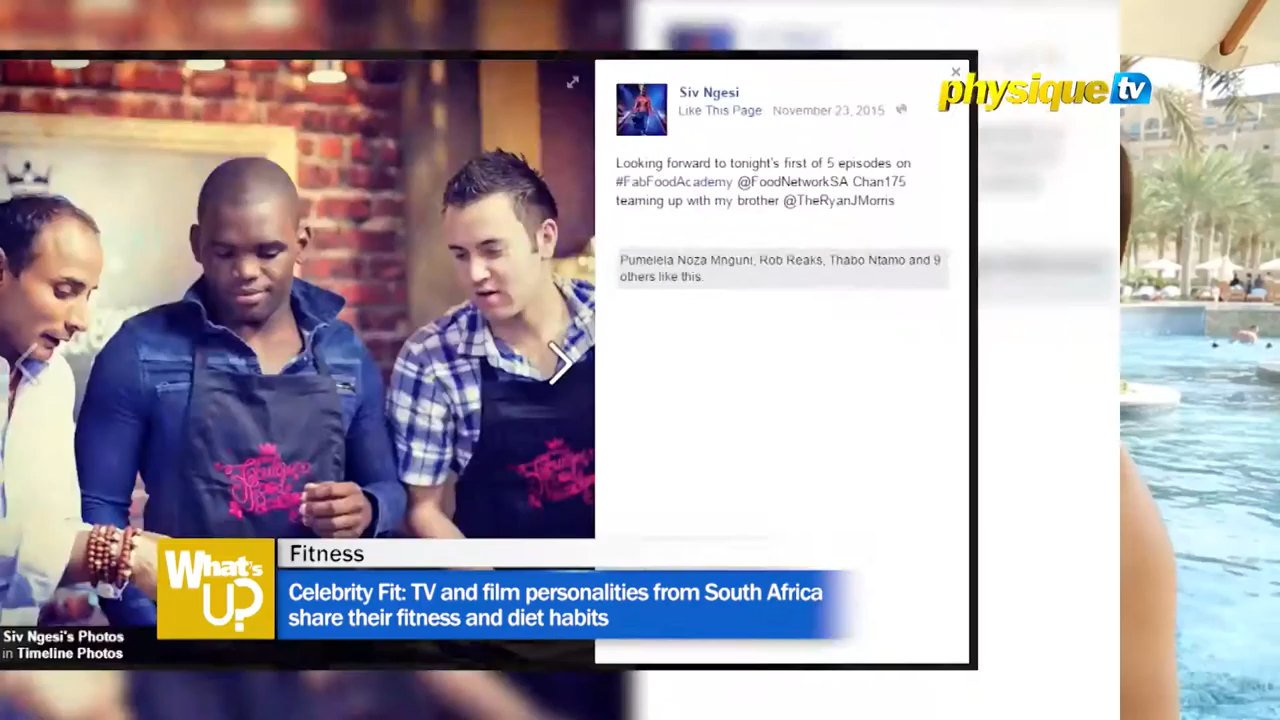 physique tv
Siv Ngesi
Like This Page November 23, 2015
Looking forward to tonight's first of 5 episodes on
#FabFoodAcademy @FoodNetworkSA Chan175
teaming up with my brother @TheRyanJMorris
Pumelela Noza Mnguni, Rob Reaks, Thabo Ntamo and 9
others like this.
What's
UP?
Fitness
Celebrity Fit: TV and film personalities from South Africa
share their fitness and diet habits
Siv Ngesi's Photos
in Timeline Photos